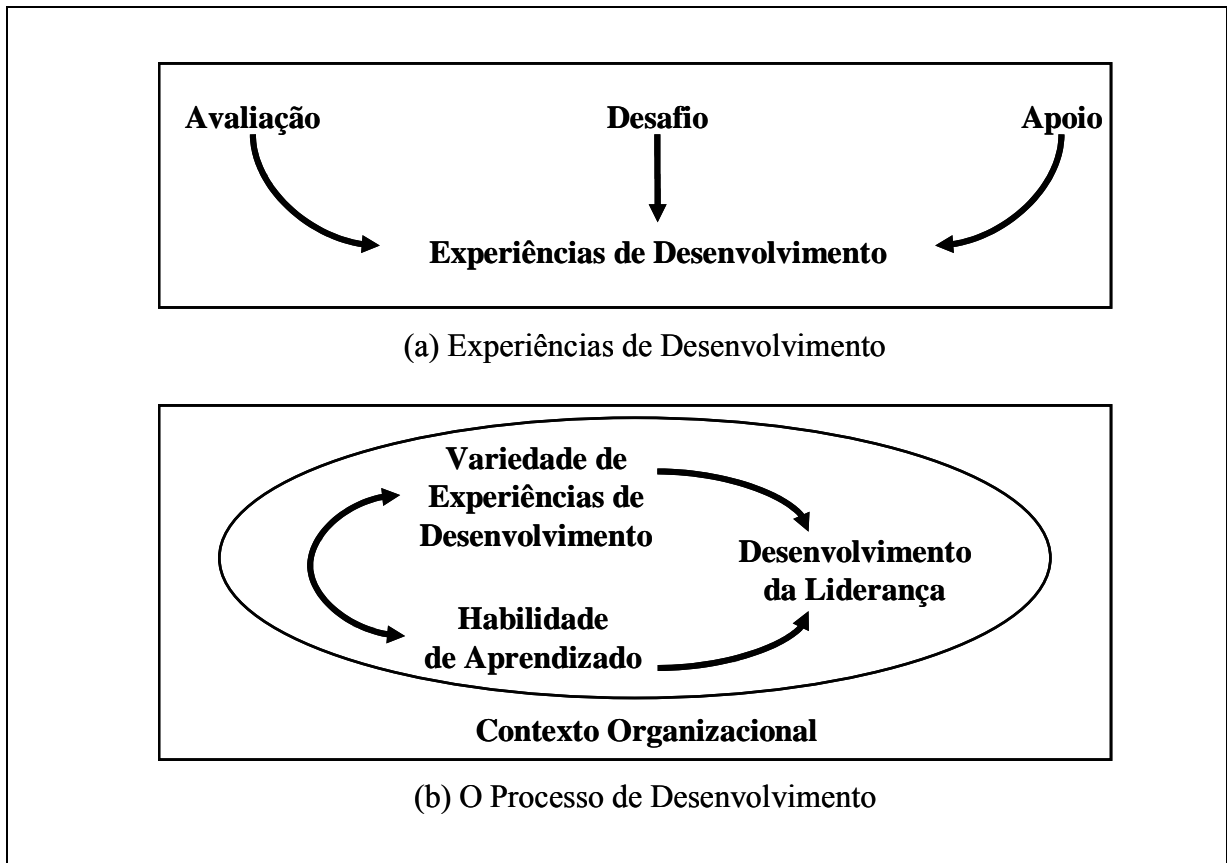 Avaliação
Desafio
Apoio
Experiências de Desenvolvimento
(a) Experiências de Desenvolvimento
Variedade de
Experiências de
Desenvolvimento
Desenvolvimento
da Liderança
Habilidade
de Aprendizado
Contexto Organizacional
(b) O Processo de Desenvolvimento